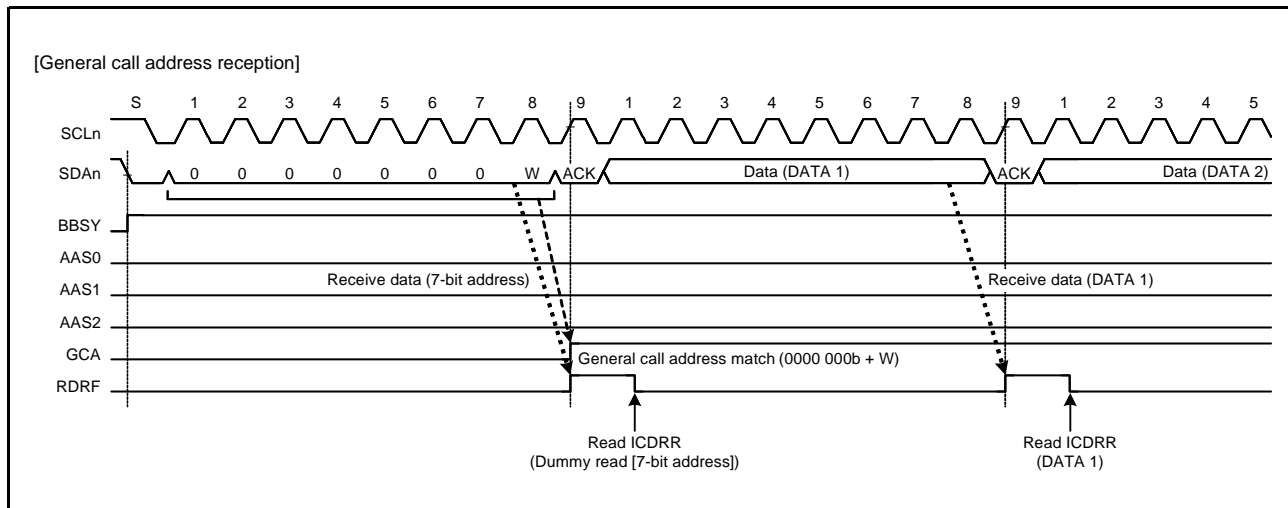 [General call address reception]
S 1 2 3 4 5 6 7 8 9 1 2 3 4 5 6 7 8 9 1 2 3 4 5
SCLn
SDAn 0 0 0 0 0 0 0 W ACK Data (DATA 1) ACK Data (DATA 2)
BBSY
AAS0
Receive data (7-bit address) Receive data (DATA 1)
AAS1
AAS2
GCA General call address match (0000 000b + W)
RDRF
Read ICDRR Read ICDRR
(Dummy read [7-bit address]) (DATA 1)